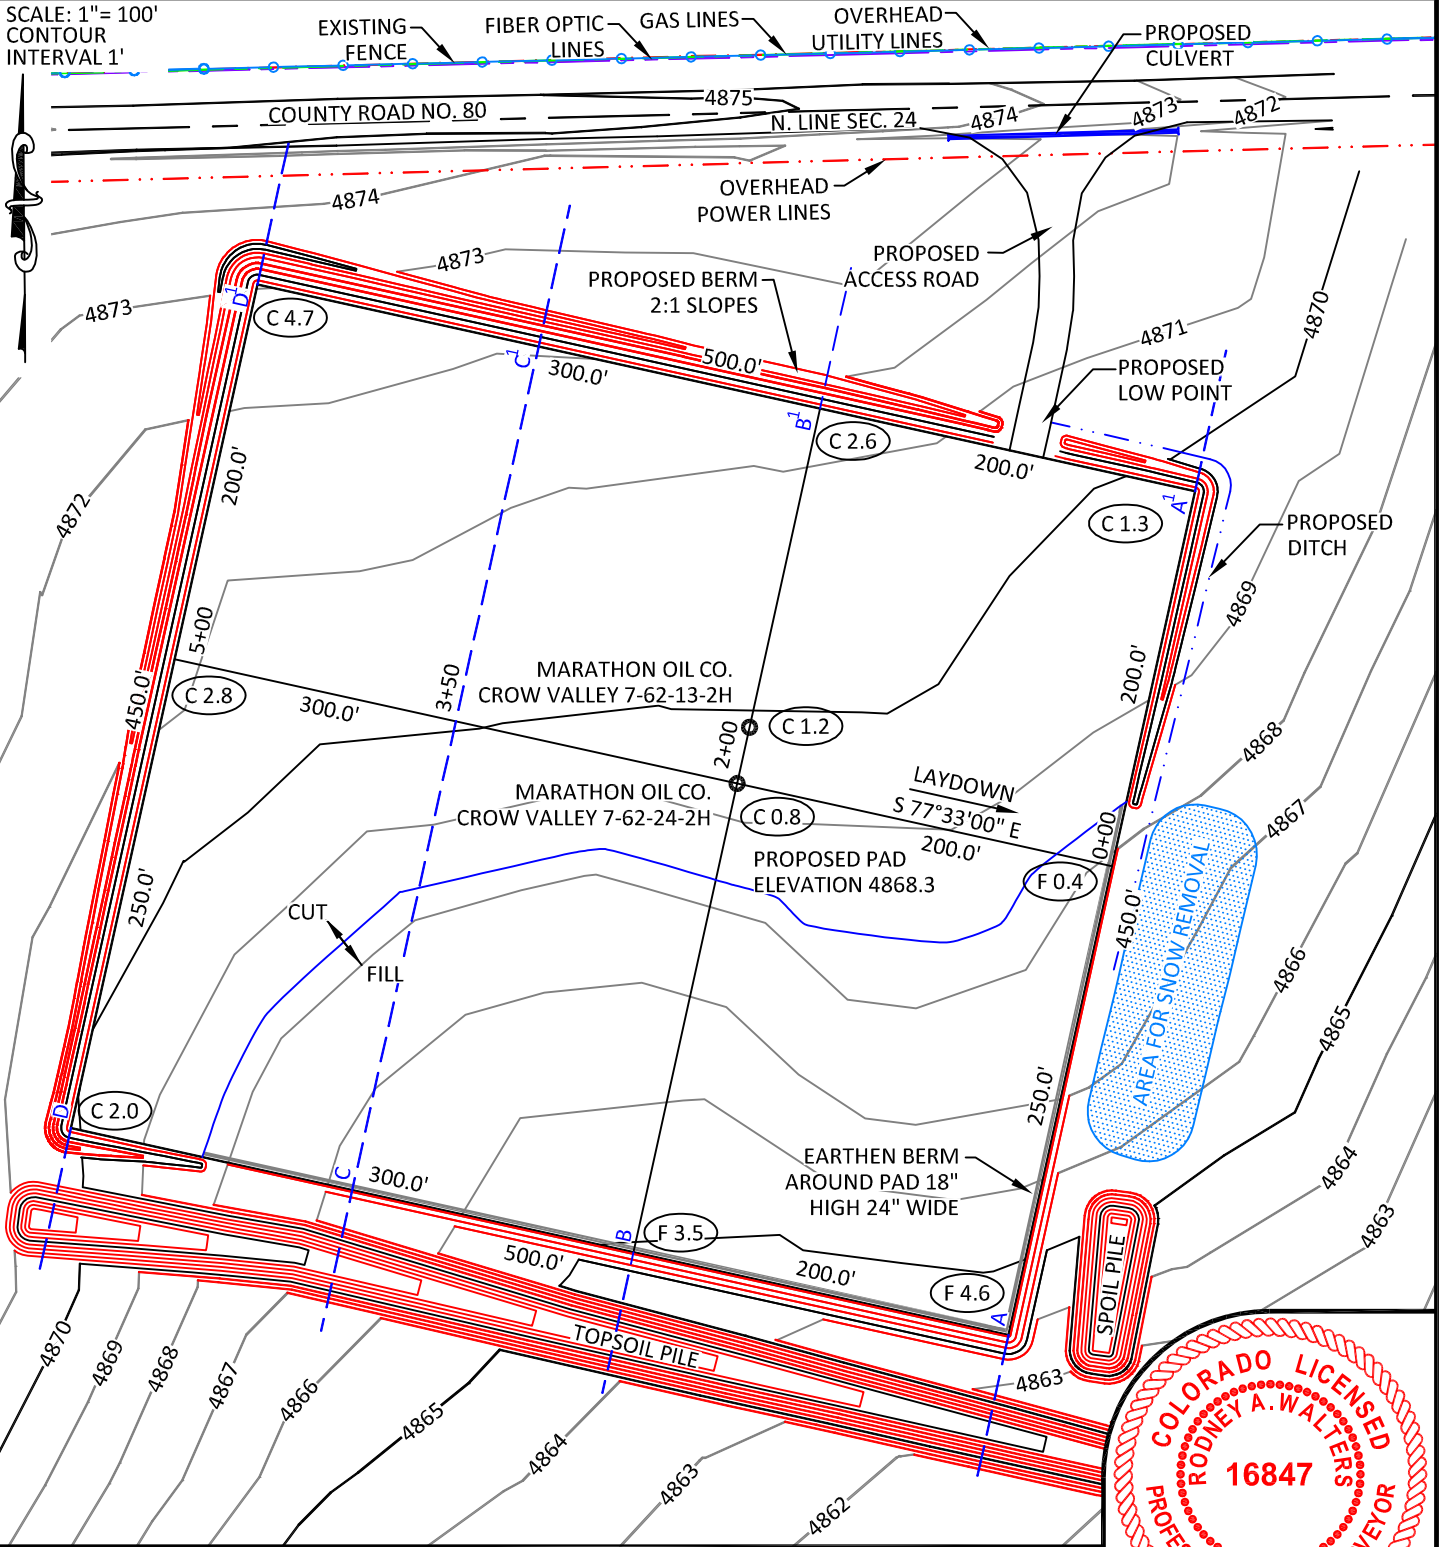 SCALE: 1"= 100'
CONTOUR
INTERVAL 1'
EXISTING
FENCE
FIBER OPTIC
LINES
GAS LINES
OVERHEAD
UTILITY LINES
PROPOSED
CULVERT
COUNTY ROAD NO. 80
4875
N. LINE SEC. 24
4874
4873
4872
4874
OVERHEAD
POWER LINES
4873
PROPOSED
ACCESS ROAD
PROPOSED BERM
2:1 SLOPES
4873
D1
C 4.7
4871
4870
C1
300.0'
500.0'
PROPOSED
LOW POINT
B1
C 2.6
200.0'
200.0'
A1
C 1.3
PROPOSED
DITCH
4872
4869
5+00
C 2.8
450.0'
300.0'
3+50
MARATHON OIL CO.
CROW VALLEY 7-62-13-2H
C 1.2
2+00
200.0'
4868
MARATHON OIL CO.
CROW VALLEY 7-62-24-2H
C 0.8
LAYDOWN
S 77°33'00" E
200.0'
0+00
4867
PROPOSED PAD
ELEVATION 4868.3
F 0.4
250.0'
CUT
FILL
450.0'
AREA FOR SNOW REMOVAL
4866
4865
250.0'
D
C 2.0
EARTHEN BERM
AROUND PAD 18"
HIGH 24" WIDE
4864
4863
C
300.0'
B
F 3.5
500.0'
200.0'
F 4.6
A
SPOIL PILE
TOPSOIL PILE
4870
4869
4868
4867
4866
4865
4864
4863
4862
4863
COLORADO LICENSED
RODNEY A. WALTERS
16847
PROFES
VEYOR